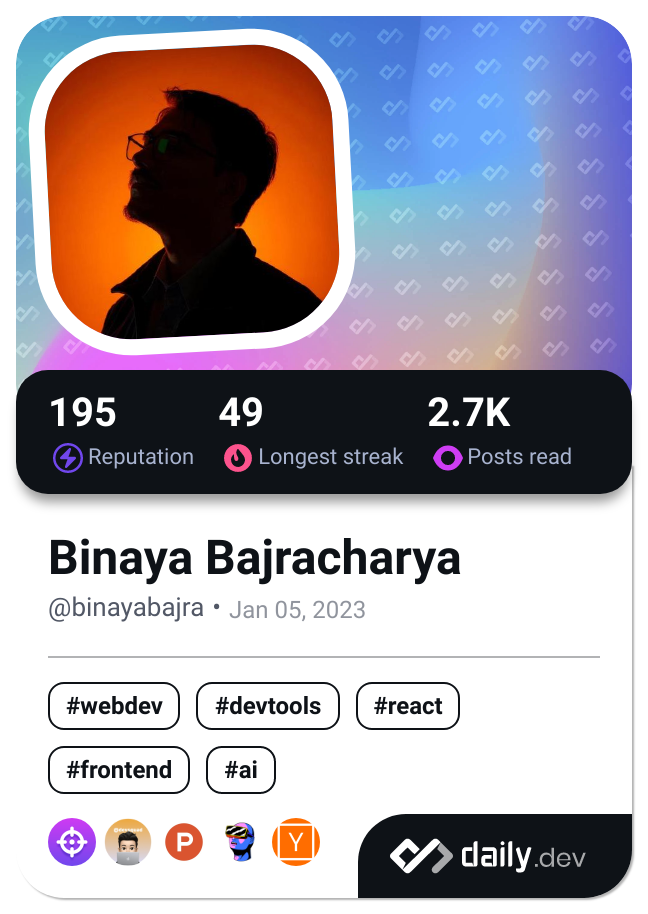 195 49 2.7K
Reputation Longest streak Posts read
Binaya Bajracharya
@binayabajra • Jan 05, 2023
#webdev #devtools #react
#frontend #ai
P Y
daily.dev